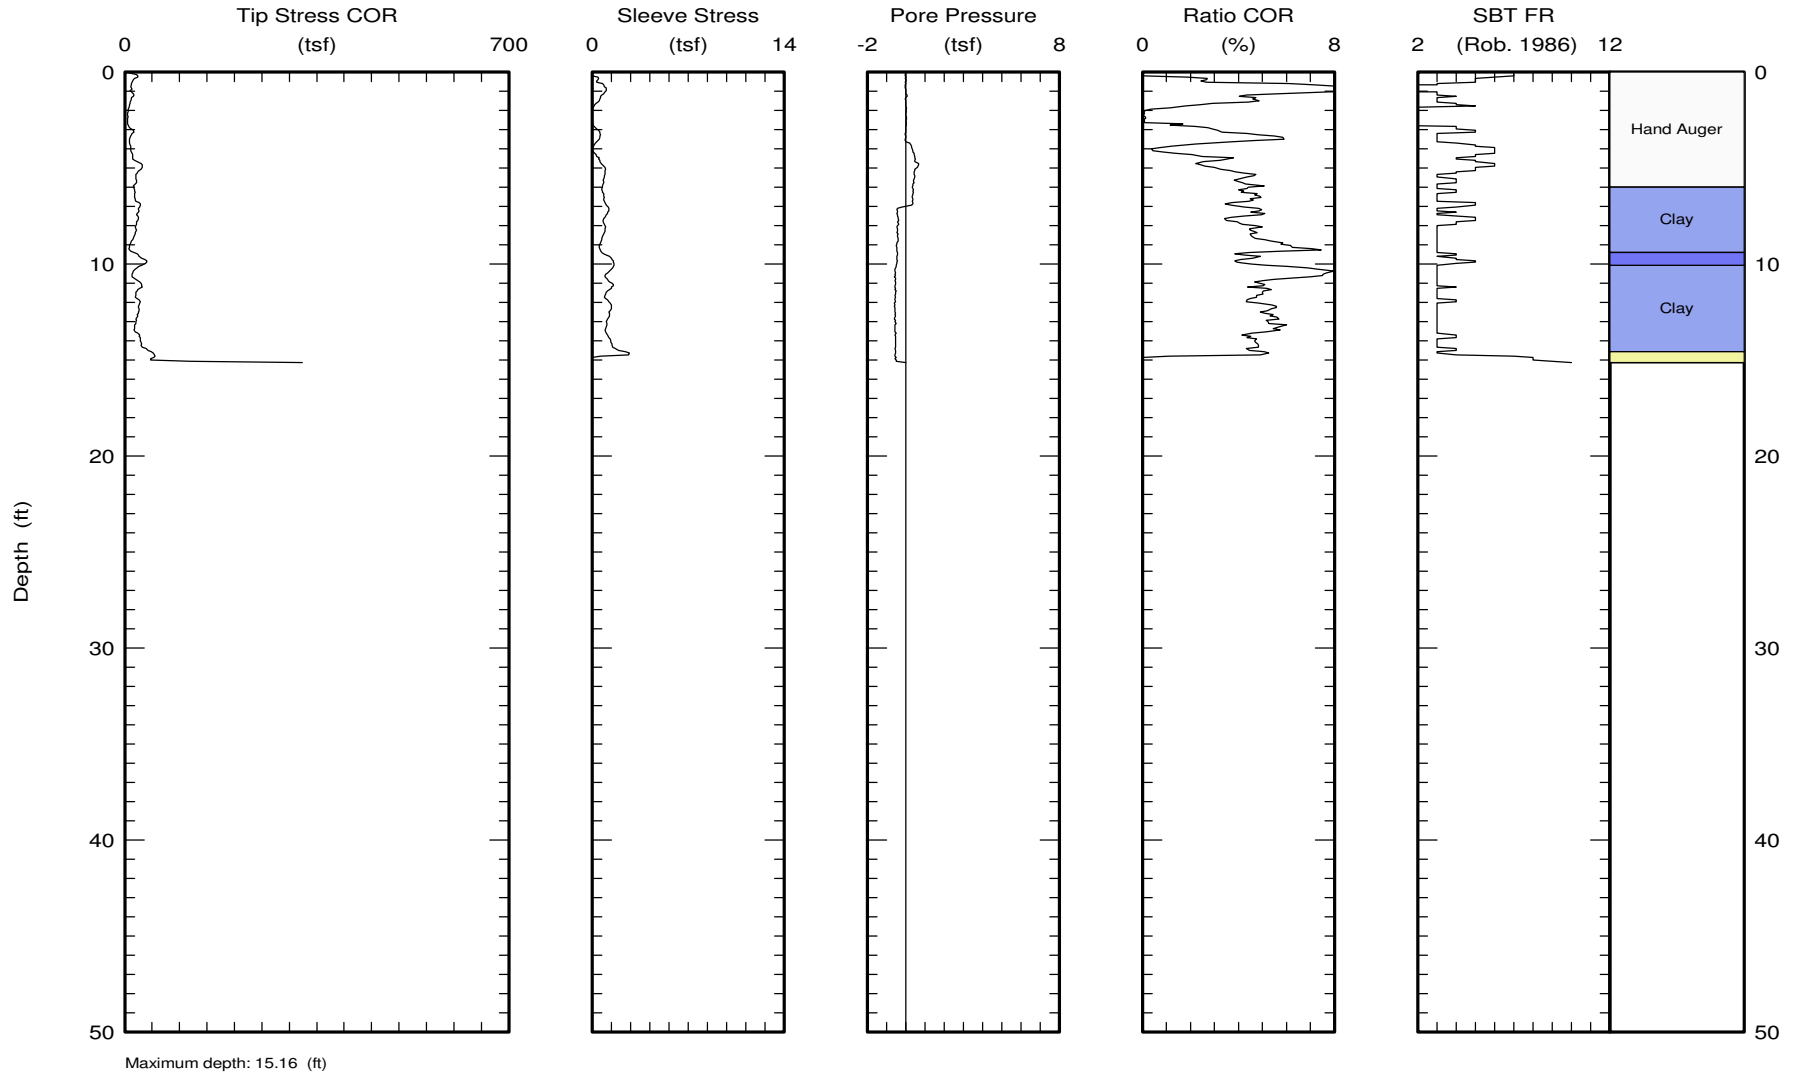 Tip Stress COR Sleeve Stress Pore Pressure Ratio COR SBT FR
0 (tsf) 700 0 (tsf) 14 -2 (tsf) 8 0 (%) 8 2 (Rob. 1986) 12
0 0
Hand Auger
Clay
10 10
Clay
20 20
Depth (ft)
30 30
40 40
50 50
Maximum depth: 15.16 (ft)